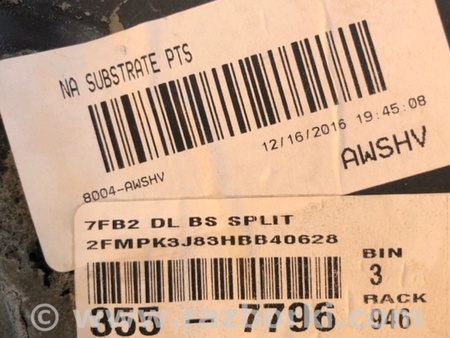 NA SUBSTRATE PTS
12/16/2016 19:45:08
8004-AWSHV
AWSHV
7FB2 DL BS SPLIT
2FMPK3J83HBB40628
BIN
3
RACK
946
355 - 7796